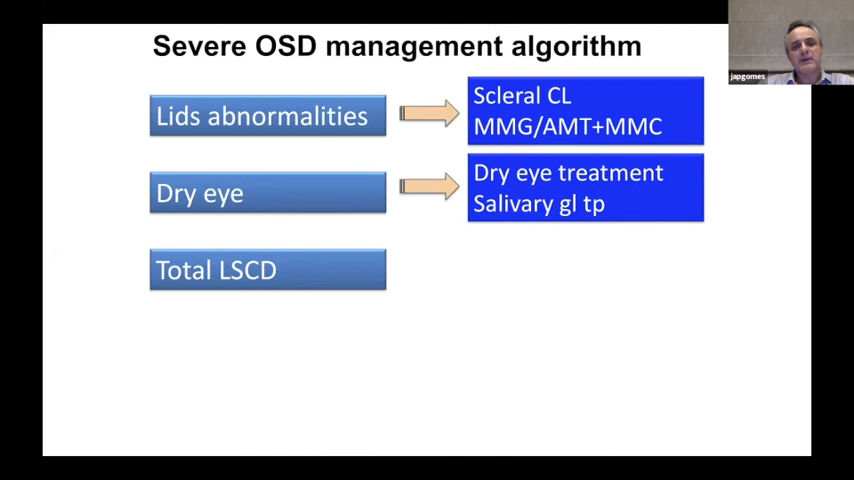 Severe OSD management algorithm
japgomes
Lids abnormalities
Scleral CL
MMG/AMT+MMC
Dry eye
Dry eye treatment
Salivary gl tp
Total LSCD